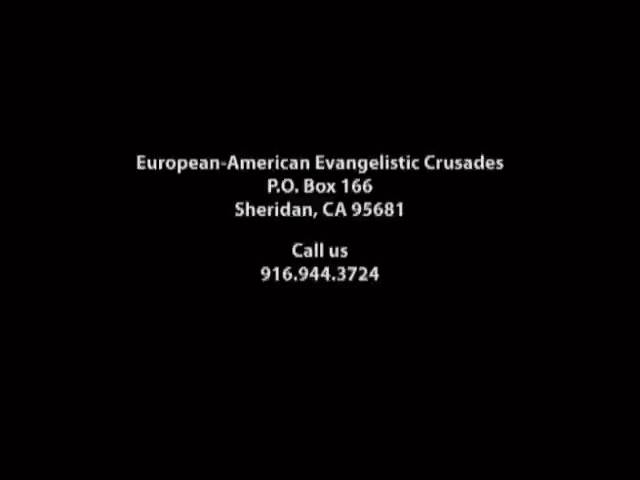 European-American Evangelistic Crusades
P.O. Box 166
Sheridan, CA 95681
Call us
916.944.3724